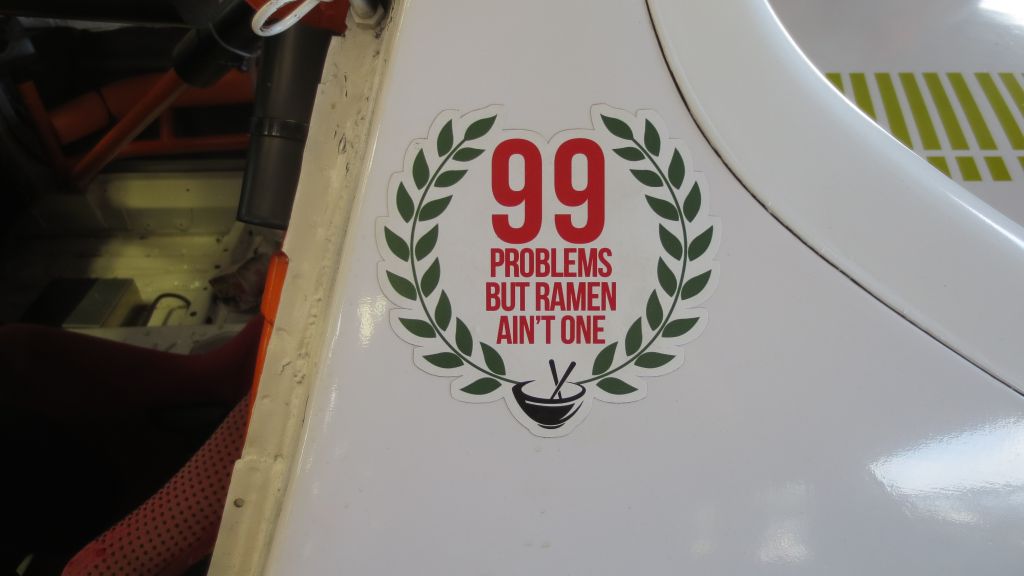 99
PROBLEMS
BUT RAMEN
AIN'T ONE